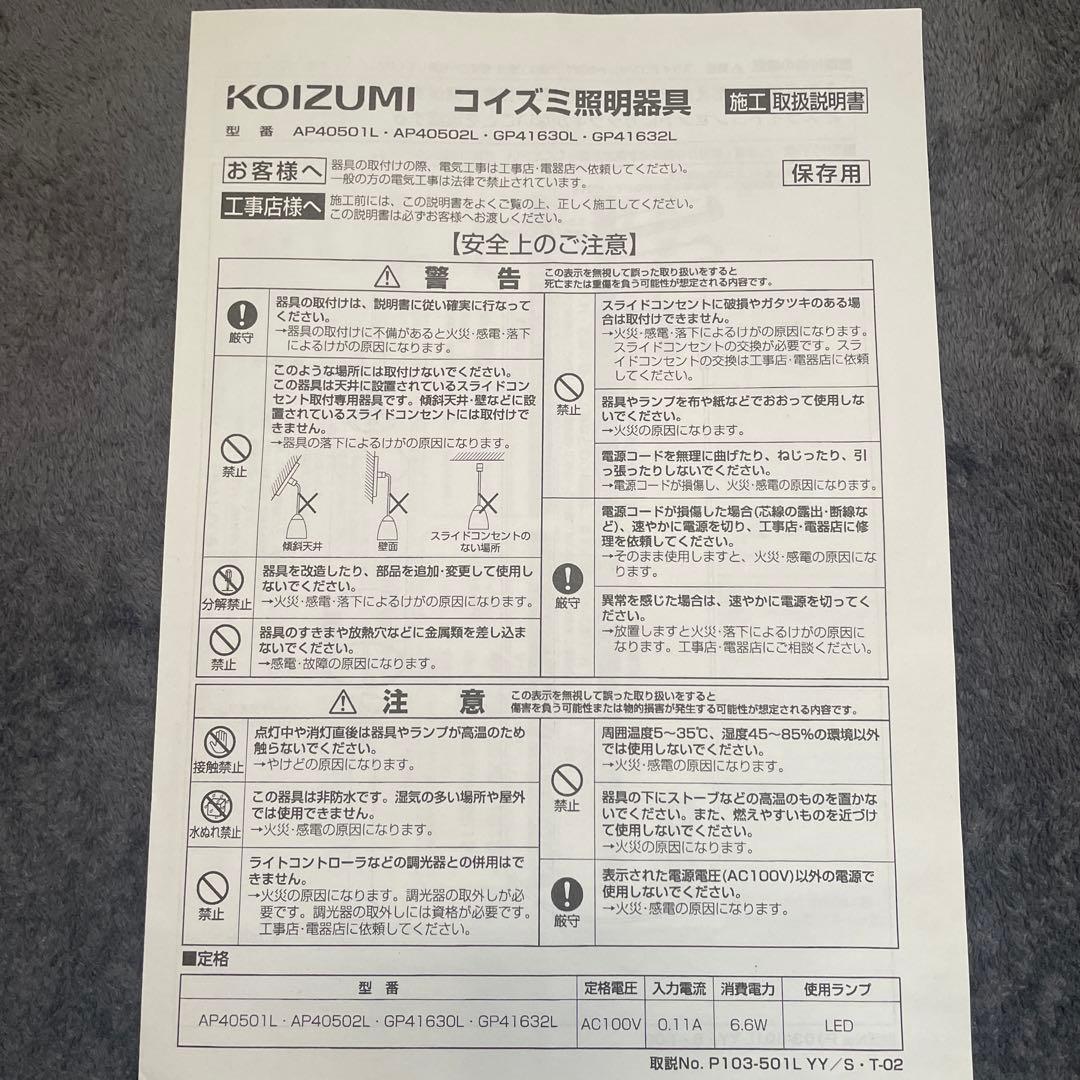 KOIZUMI コイズミ照明器具 施工 取扱説明書
型 番 AP40501L・AP40502L・GP41630L・GP41632L
お客様へ
器具の取付けの際、電気工事は工事店・電器店へ依頼してください。
一般の方の電気工事は法律で禁止されています。
保存用
工事店様へ
施工前には、この説明書をよくご覧の上、正しく施工してください。
この説明書は必ずお客様へお渡しください。
【安全上のご注意】
⚠ 警 告
この表示を無視して誤った取り扱いをすると
死亡または重傷を負う可能性が想定される内容です。
厳守
器具の取付けは、説明書に従い確実に行なって
ください。
→器具の取付けに不備があると火災・感電・落下
によるけがの原因になります。
禁止
このような場所には取付けないでください。
この器具は天井に設置されているスライドコン
セント取付専用器具です。傾斜天井・壁などに設
置されているスライドコンセントには取付けで
きません。
→器具の落下によるけがの原因になります。
傾斜天井
壁面
スライドコンセントの
ない場所
分解禁止
器具を改造したり、部品を追加・変更して使用し
ないでください。
→火災・感電・落下によるけがの原因になります。
禁止
器具のすきまや放熱穴などに金属類を差し込ま
ないでください。
→感電・故障の原因になります。
禁止
スライドコンセントに破損やガタツキのある場
合は取付けできません。
→火災・感電・落下によるけがの原因になります。
スライドコンセントの交換が必要です。スラ
イドコンセントの交換は工事店・電器店に依頼
してください。
器具やランプを布や紙などでおおって使用しな
いでください。
→火災の原因になります。
電源コードを無理に曲げたり、ねじったり、引
っ張ったりしないでください。
→電源コードが損傷し、火災・感電の原因になります。
厳守
電源コードが損傷した場合(芯線の露出・断線な
ど)、速やかに電源を切り、工事店・電器店に修
理を依頼してください。
→そのまま使用しますと、火災・感電の原因にな
ります。
異常を感じた場合は、速やかに電源を切ってく
ださい。
→放置しますと火災・落下によるけがの原因に
なります。工事店・電器店にご相談ください。
⚠ 注 意
この表示を無視して誤った取り扱いをすると
傷害を負う可能性または物的損害が発生する可能性が想定される内容です。
接触禁止
点灯中や消灯直後は器具やランプが高温のため
触らないでください。
→やけどの原因になります。
水ぬれ禁止
この器具は非防水です。湿気の多い場所や屋外
では使用できません。
→火災・感電の原因になります。
禁止
ライトコントローラなどの調光器との併用はで
きません。
→火災の原因になります。調光器の取外しが必
要です。調光器の取外しには資格が必要です。
工事店・電器店に依頼してください。
禁止
周囲温度5〜35℃、湿度45〜85%の環境以外
では使用しないでください。
→火災・感電の原因になります。
器具の下にストーブなどの高温のものを置かな
いでください。また、燃えやすいものを近づけ
て使用しないでください。
→火災の原因になります。
厳守
表示された電源電圧(AC100V)以外の電源で
使用しないでください。
→火災・感電の原因になります。
■定格
型 番 定格電圧 入力電流 消費電力 使用ランプ
AP40501L・AP40502L・GP41630L・GP41632L AC100V 0.11A 6.6W LED
取説No. P103-501L YY／S・T-02